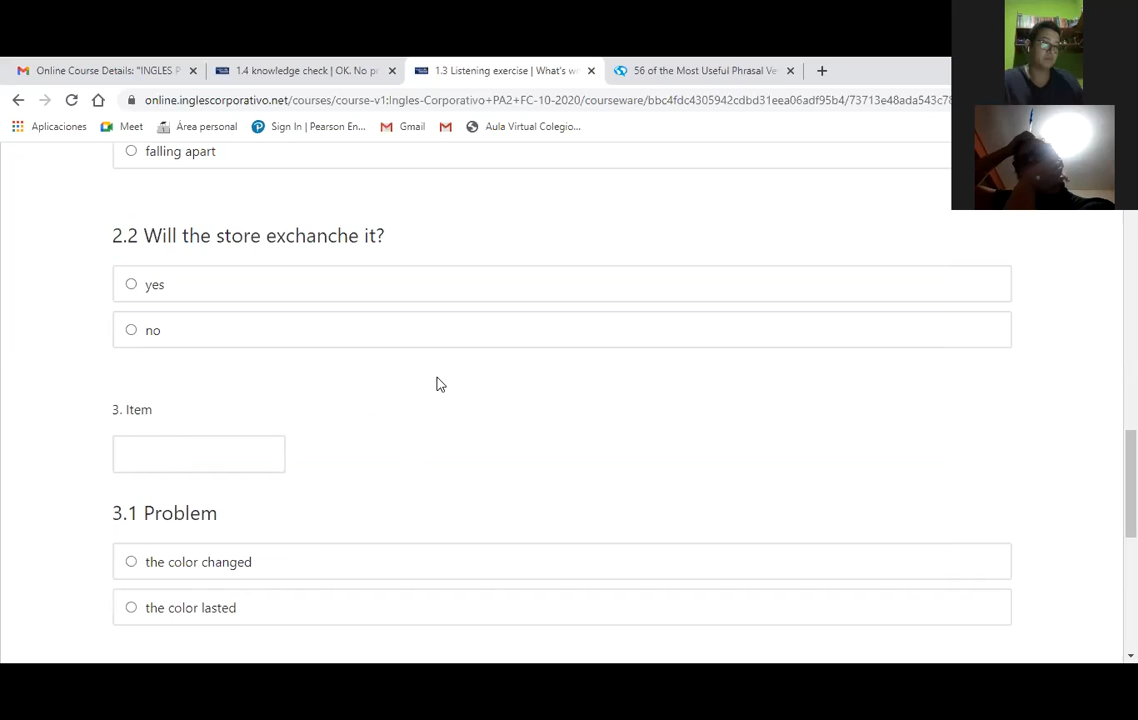 Online Course Details: "INGLES P
1.4 knowledge check | OK. No pr
1.3 Listening exercise | What's w
56 of the Most Useful Phrasal Ve
online.inglescorporativo.net/courses/course-v1:Ingles-Corporativo+PA2+FC-10-2020/courseware/bbc4fdc4305942cdbd31eea06adf95b4/73713e48ada543c78
Aplicaciones
Meet
Área personal
Sign In | Pearson En...
Gmail
Aula Virtual Colegio...
falling apart
2.2 Will the store exchanche it?
yes
no
3. Item
3.1 Problem
the color changed
the color lasted